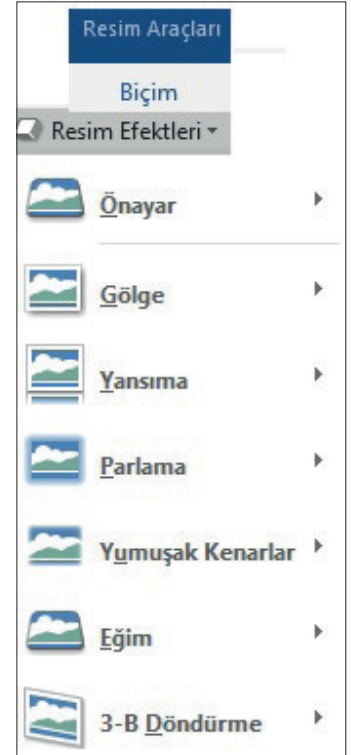 Resim Araçları
Biçim
Resim Efektleri
Önayar
Gölge
Yansıma
Parlama
Yumuşak Kenarlar
Eğim
3-B Döndürme